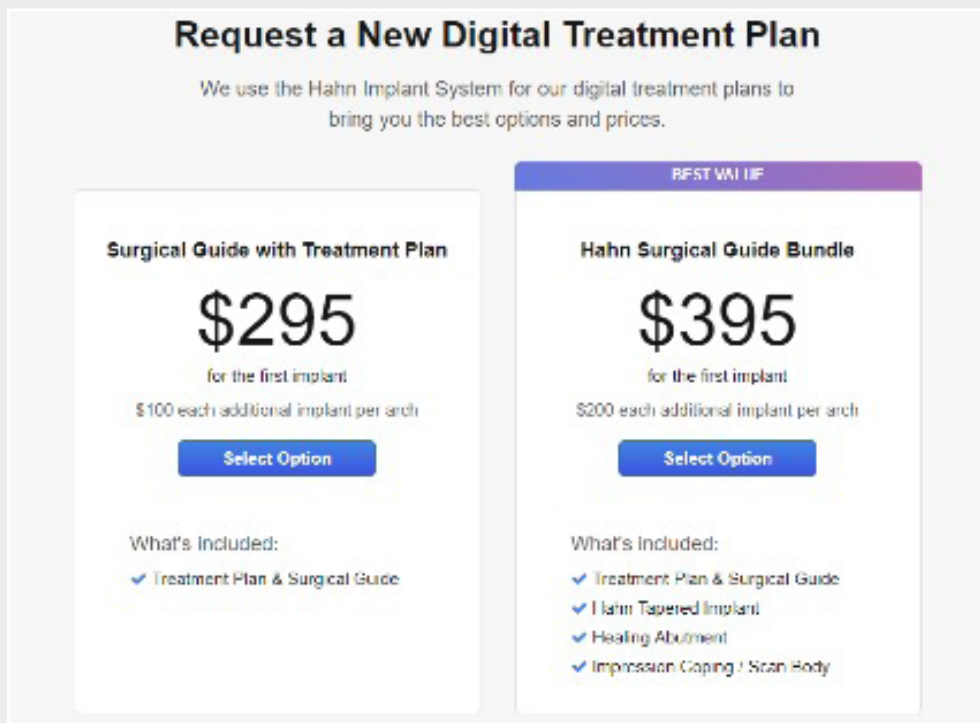 Request a New Digital Treatment Plan
We use the Hahn Implant System for our digital treatment plans to
bring you the best options and prices.
Surgical Guide with Treatment Plan
$295
for the first implant
$100 each additional implant per arch
Select Option
What's included:
Treatment Plan & Surgical Guide
BEST VALUE
Hahn Surgical Guide Bundle
$395
for the first implant
$200 each additional implant per arch
Select Option
What's included:
Treatment Plan & Surgical Guide
Hahn Tapered Implant
Healing Abutment
Impression Coping / Scan Body